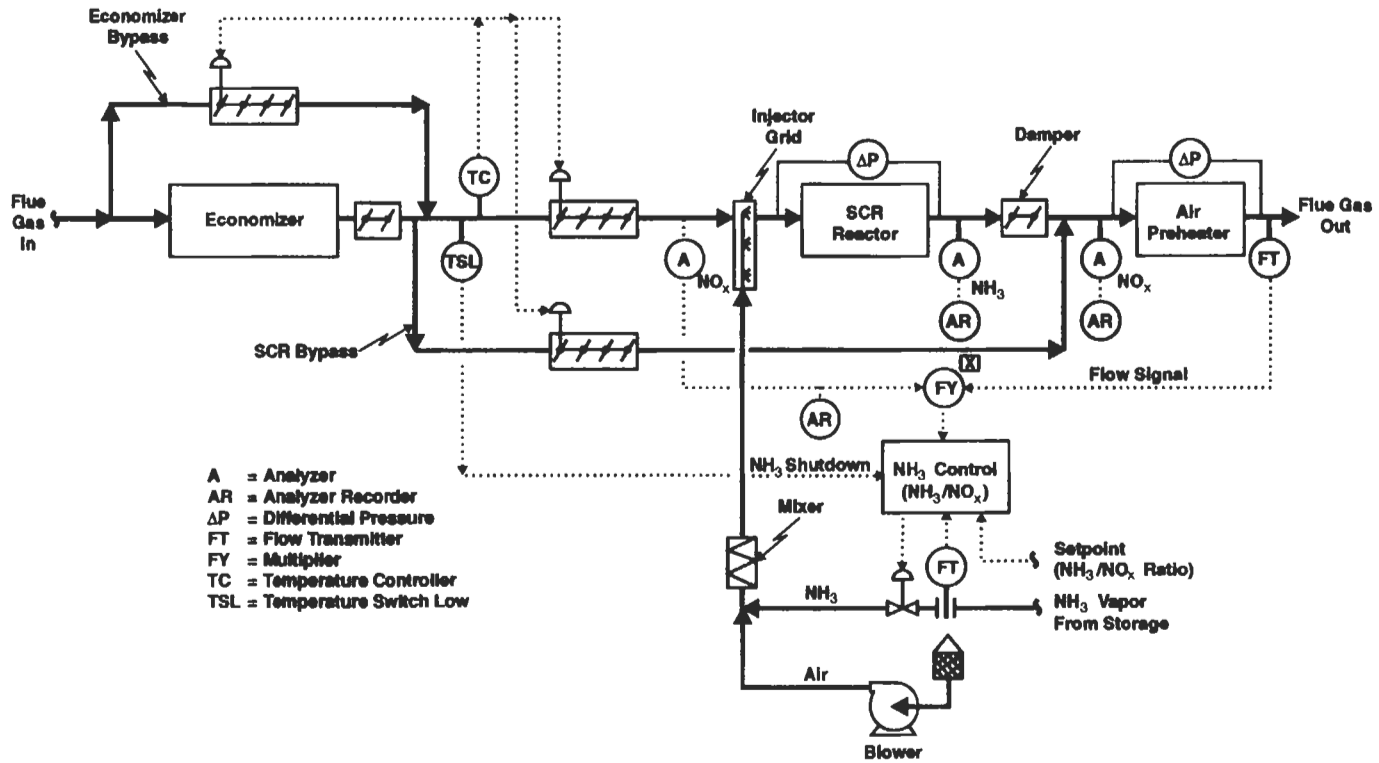 Economizer
Bypass
TC
Injector
Grid
ΔP
Damper
ΔP
Flue
Gas
In
Economizer
TSL
A
NOx
SCR
Reactor
A
NH3
AR
A
NOx
AR
Air
Preheater
Flue Gas
Out
FT
SCR Bypass
X
FY
Flow Signal
AR
NH3 Shutdown
NH3 Control
(NH3/NOx)
A = Analyzer
AR = Analyzer Recorder
ΔP = Differential Pressure
FT = Flow Transmitter
FY = Multiplier
TC = Temperature Controller
TSL = Temperature Switch Low
Mixer
FT
Setpoint
(NH3/NOx Ratio)
NH3
NH3 Vapor
From Storage
Air
Blower